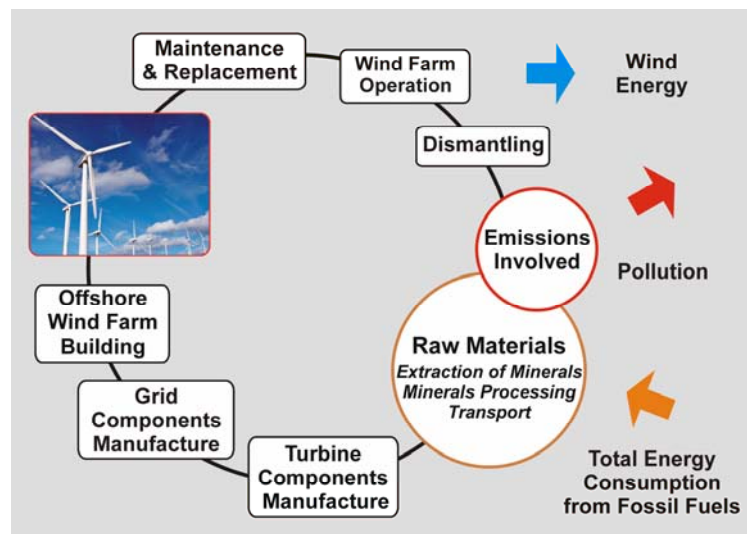 Maintenance
& Replacement
Wind Farm
Operation
Wind
Energy
Dismantling
Emissions
Involved
Pollution
Offshore
Wind Farm
Building
Raw Materials
Extraction of Minerals
Minerals Processing
Transport
Grid
Components
Manufacture
Turbine
Components
Manufacture
Total Energy
Consumption
from Fossil Fuels